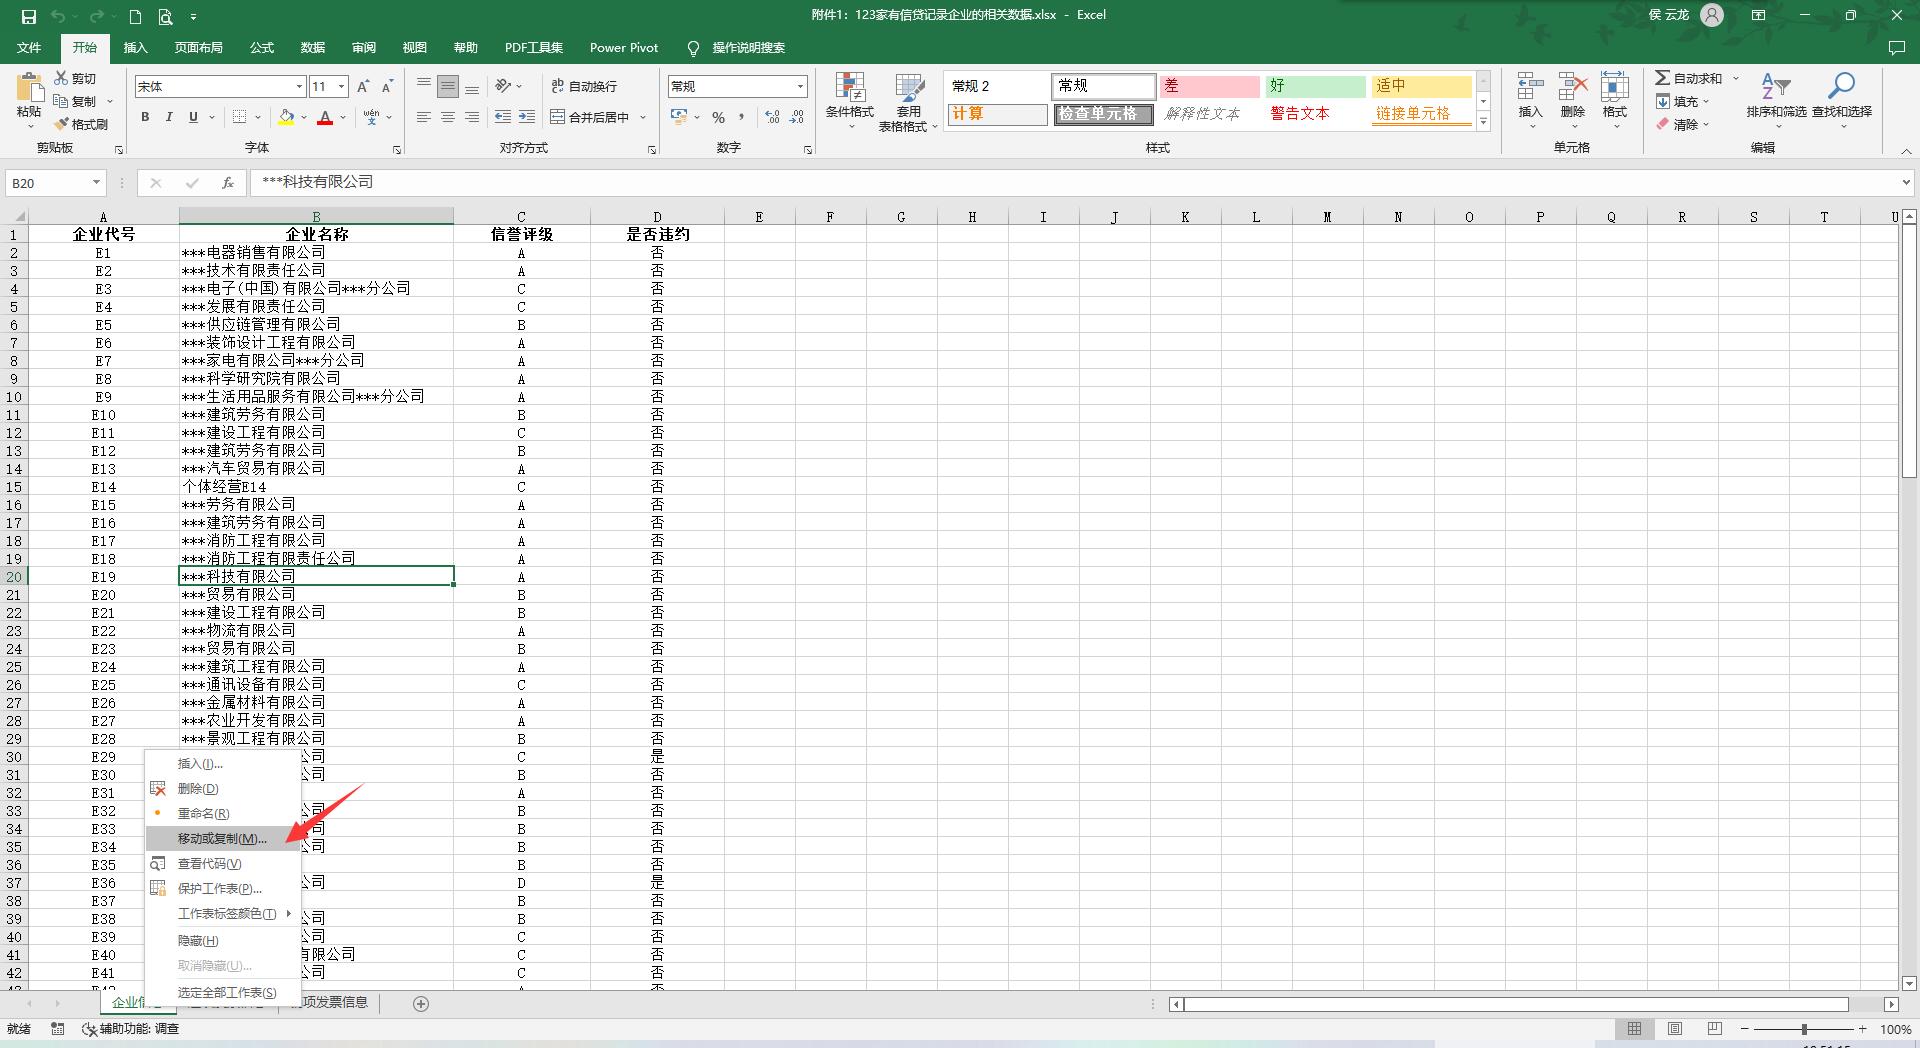 附件1：123家有信贷记录企业的相关数据.xlsx - Excel
侯 云龙
文件 开始 插入 页面布局 公式 数据 审阅 视图 帮助 PDF工具集 Power Pivot 操作说明搜索
粘贴 剪切 复制 格式刷 剪贴板
宋体 11 B I U A A A wén 字体
ab 自动换行 合并后居中 对齐方式
常规 % 数字
条件格式 套用表格格式
常规 2 常规 差 好 适中
计算 检查单元格 解释性文本 警告文本 链接单元格
样式
插入 删除 格式 单元格
自动求和 填充 清除 排序和筛选 查找和选择 编辑
B20 fx ***科技有限公司
A B C D E F G H I J K L M N O P Q R S T U
1 企业代号 企业名称 信誉评级 是否违约
2 E1 ***电器销售有限公司 A 否
3 E2 ***技术有限责任公司 A 否
4 E3 ***电子(中国)有限公司***分公司 C 否
5 E4 ***发展有限责任公司 C 否
6 E5 ***供应链管理有限公司 B 否
7 E6 ***装饰设计工程有限公司 A 否
8 E7 ***家电有限公司***分公司 A 否
9 E8 ***科学研究院有限公司 A 否
10 E9 ***生活用品服务有限公司***分公司 A 否
11 E10 ***建筑劳务有限公司 B 否
12 E11 ***建设工程有限公司 C 否
13 E12 ***建筑劳务有限公司 B 否
14 E13 ***汽车贸易有限公司 A 否
15 E14 个体经营E14 C 否
16 E15 ***劳务有限公司 A 否
17 E16 ***建筑劳务有限公司 A 否
18 E17 ***消防工程有限公司 A 否
19 E18 ***消防工程有限责任公司 A 否
20 E19 ***科技有限公司 A 否
21 E20 ***贸易有限公司 B 否
22 E21 ***建设工程有限公司 B 否
23 E22 ***物流有限公司 A 否
24 E23 ***贸易有限公司 B 否
25 E24 ***建筑工程有限公司 A 否
26 E25 ***通讯设备有限公司 C 否
27 E26 ***金属材料有限公司 A 否
28 E27 ***农业开发有限公司 A 否
29 E28 ***景观工程有限公司 B 否
30 E29 公司 C 是
31 E30 公司 B 否
32 E31 A 否
33 E32 公司 B 否
34 E33 司 B 否
35 E34 公司 B 否
36 E35 B 否
37 E36 公司 D 是
38 E37 B 否
39 E38 公司 B 否
40 E39 公司 C 否
41 E40 有限公司 C 否
42 E41 公司 C 否
插入(I)...
删除(D)
重命名(R)
移动或复制(M)...
查看代码(V)
保护工作表(P)...
工作表标签颜色(T)
隐藏(H)
取消隐藏(U)...
选定全部工作表(S)
企业信 项发票信息
就绪 辅助功能: 调查 100%